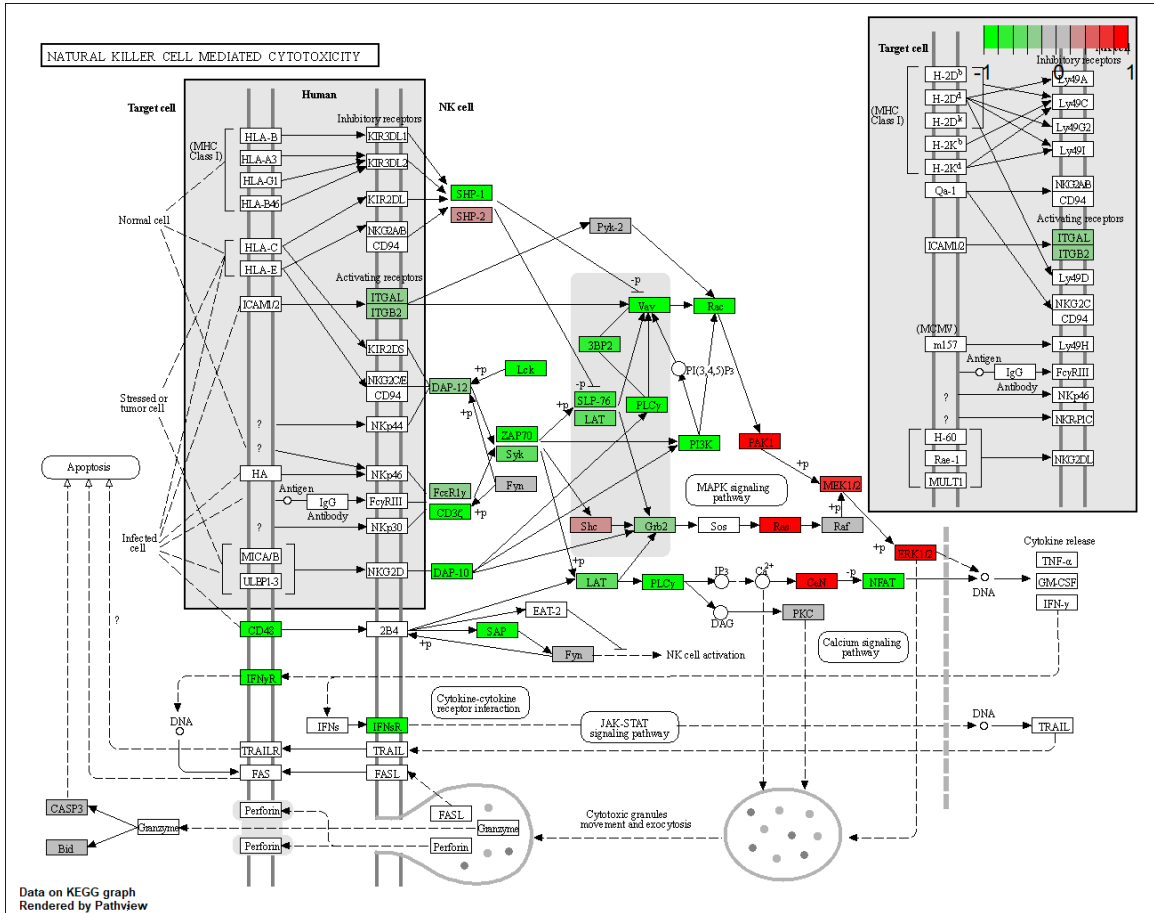 NATURAL KILLER CELL MEDIATED CYTOTOXICITY
Target cell
Human
NK cell
Inhibitory receptors
(MHC
Class I)
HLA-B
HLA-A3
HLA-G1
HLA-B46
KIR3DL1
KIR3DL2
KIR2DL
NKG2A/B
CD94
SHP-1
SHP-2
Normal cell
HLA-C
HLA-E
ICAM1/2
Activating receptors
ITGAL
ITGB2
KIR2DS
NKG2C/E
CD94
NKp44
NKp46
FcγRIII
NKp30
NKG2D
Stressed or
tumor cell
?
?
HA
Antigen
IgG
Antibody
?
Infected
cell
MICA/B
ULBP1-3
CD48
2B4
Pyk-2
-p
Vav
Rac
3BP2
PI(3,4,5)P3
+p
Lck
DAP-12
+p
-p
SLP-76
+p
LAT
PLCγ
ZAP70
Syk
PI3K
PAK1
+p
MEK1/2
+p
FcεR1γ
Fyn
CD3ζ
+p
MAPK signaling
pathway
Shc
Grb2
Sos
Ras
Raf
+p
ERK1/2
DAP-10
+p
LAT
PLCγ
IP3
Ca2+
CaN
-p
NFAT
DNA
DAG
PKC
Cytokine release
TNF-α
GM-CSF
IFN-γ
EAT-2
SAP
+p
Fyn
NK cell activation
Calcium signaling
pathway
Apoptosis
?
IFNγR
DNA
IFNs
IFNsR
Cytokine-cytokine
receptor interaction
JAK-STAT
signaling pathway
DNA
TRAIL
TRAILR
TRAIL
FAS
FASL
CASP3
Bid
Granzyme
Perforin
Perforin
FASL
Granzyme
Perforin
Cytotoxic granules
movement and exocytosis
Target cell
-1
0
1
Inhibitory receptors
(MHC
Class I)
H-2Db
H-2Dd
H-2Dk
H-2Kb
H-2Kd
Ly49A
Ly49C
Ly49G2
Ly49I
Qa-1
NKG2A/B
CD94
Activating receptors
ICAM1/2
ITGAL
ITGB2
Ly49D
NKG2C
CD94
(MCMV)
m157
Ly49H
Antigen
IgG
Antibody
FcγRIII
?
NKp46
?
NKRP1C
H-60
Rae-1
MULT1
NKG2DL
Data on KEGG graph
Rendered by Pathview